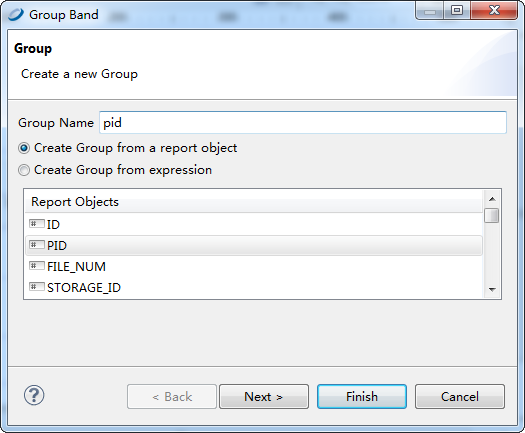 Group Band
Group
Create a new Group
Group Name pid
Create Group from a report object
Create Group from expression
Report Objects
# ID
# PID
# FILE_NUM
# STORAGE_ID
? < Back Next > Finish Cancel